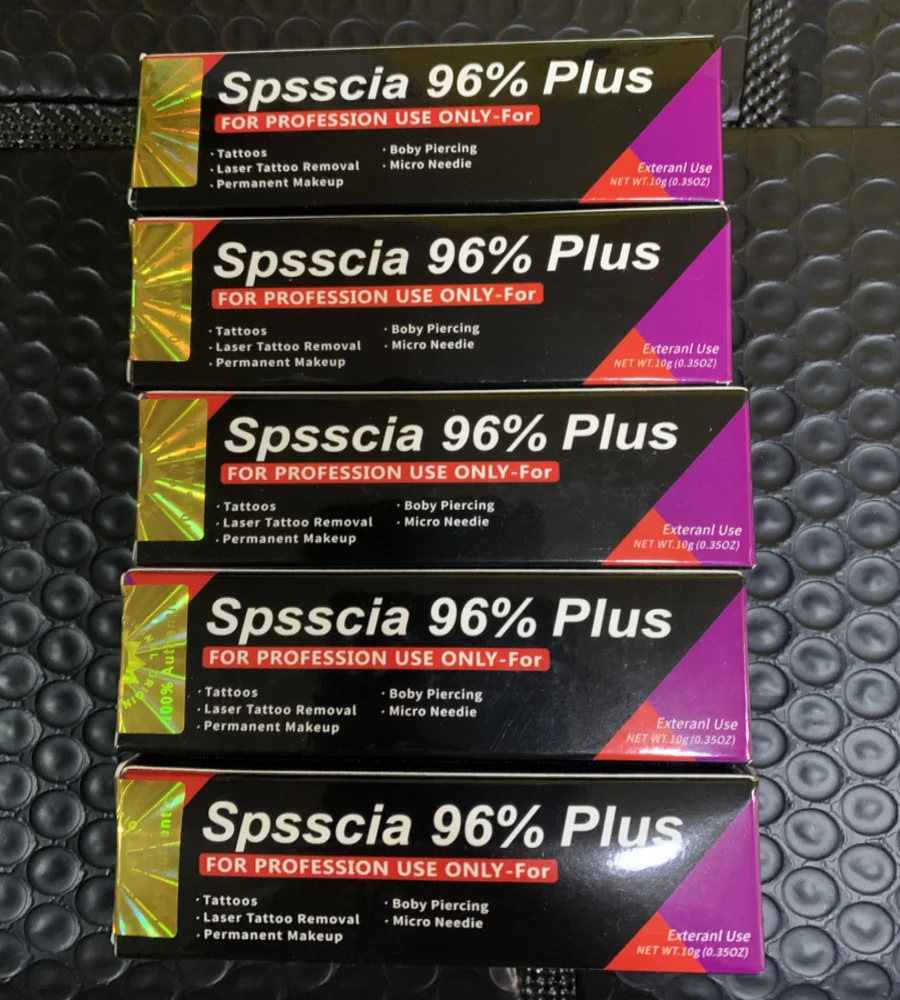 Spsscia 96% Plus
FOR PROFESSION USE ONLY-For
· Tattoos
· Laser Tattoo Removal
· Permanent Makeup
· Boby Piercing
· Micro Needie
Exteranl Use
NET WT.10g(0.35OZ)
Spsscia 96% Plus
FOR PROFESSION USE ONLY-For
· Tattoos
· Laser Tattoo Removal
· Permanent Makeup
· Boby Piercing
· Micro Needie
Exteranl Use
NET WT.10g(0.35OZ)
Spsscia 96% Plus
FOR PROFESSION USE ONLY-For
· Tattoos
· Laser Tattoo Removal
· Permanent Makeup
· Boby Piercing
· Micro Needie
Exteranl Use
NET WT.10g(0.35OZ)
100% Aut
Spsscia 96% Plus
FOR PROFESSION USE ONLY-For
· Tattoos
· Laser Tattoo Removal
· Permanent Makeup
· Boby Piercing
· Micro Needie
Exteranl Use
NET WT.10g(0.35OZ)
Spsscia 96% Plus
FOR PROFESSION USE ONLY-For
· Tattoos
· Laser Tattoo Removal
· Permanent Makeup
· Boby Piercing
· Micro Needie
Exteranl Use
NET WT.10g(0.35OZ)